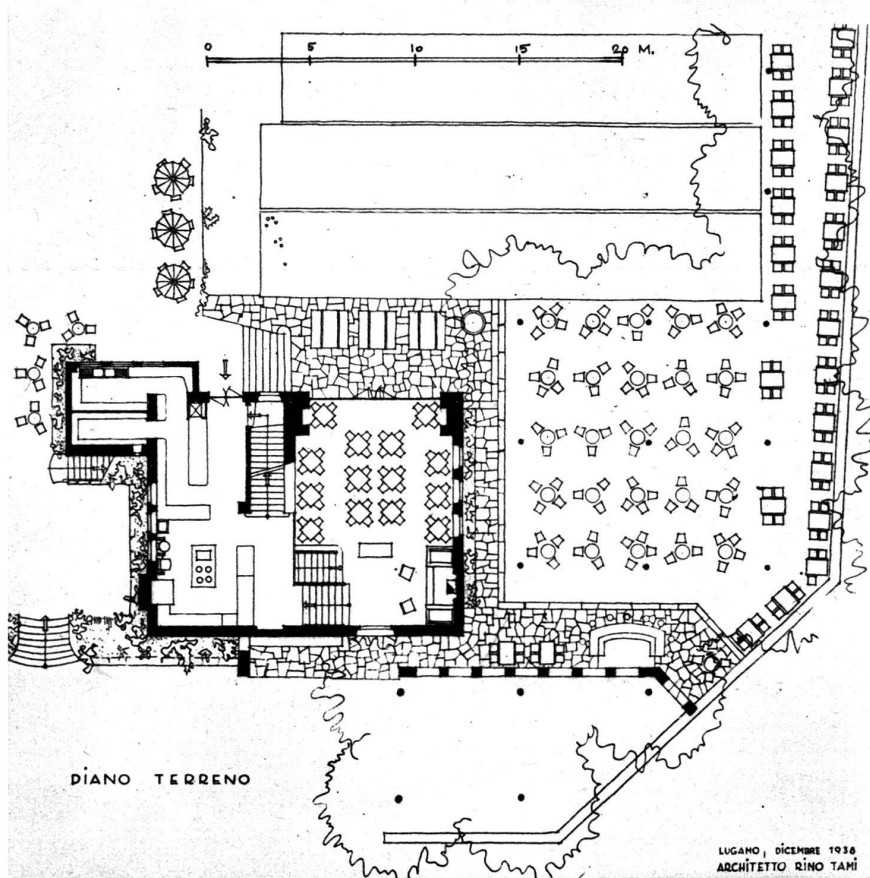 0 5 10 15 20 M.
PIANO TERRENO
LUGANO, DICEMBRE 1938
ARCHITETTO RINO TAMI